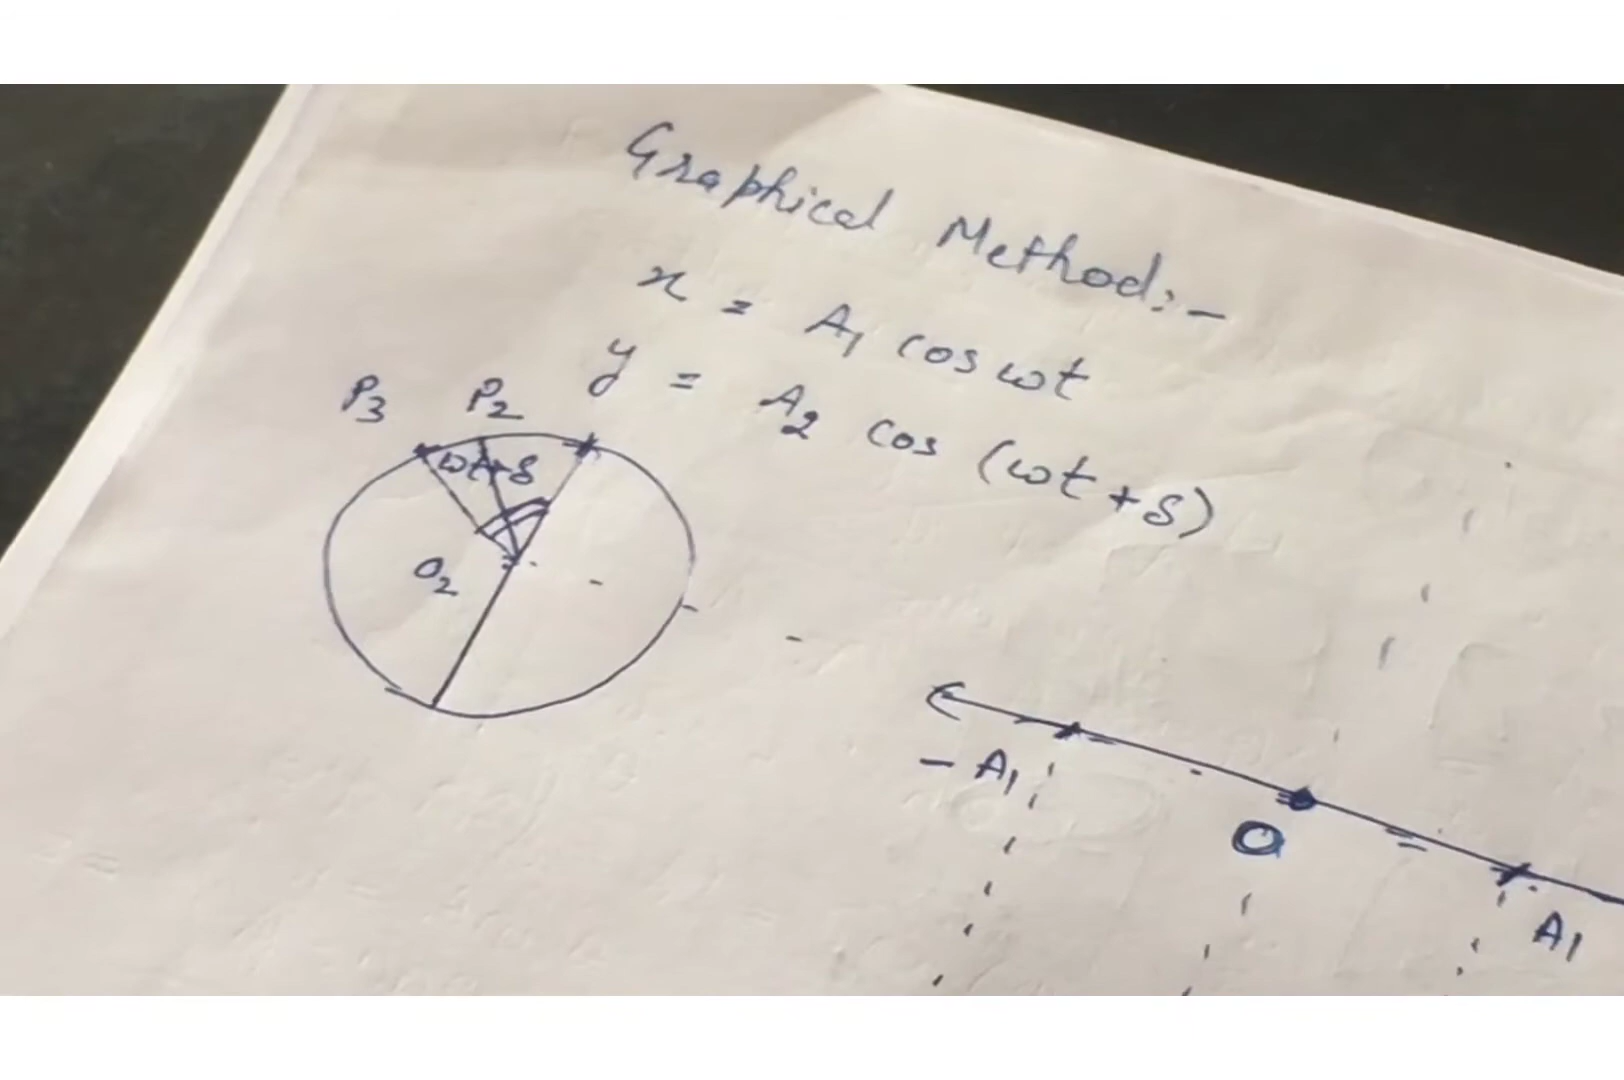 Graphical Method:-
x = A₁ cos ωt
y = A₂ cos (ωt + δ)
P₃ P₂
ωt+δ
O₂
- A₁
O
A₁